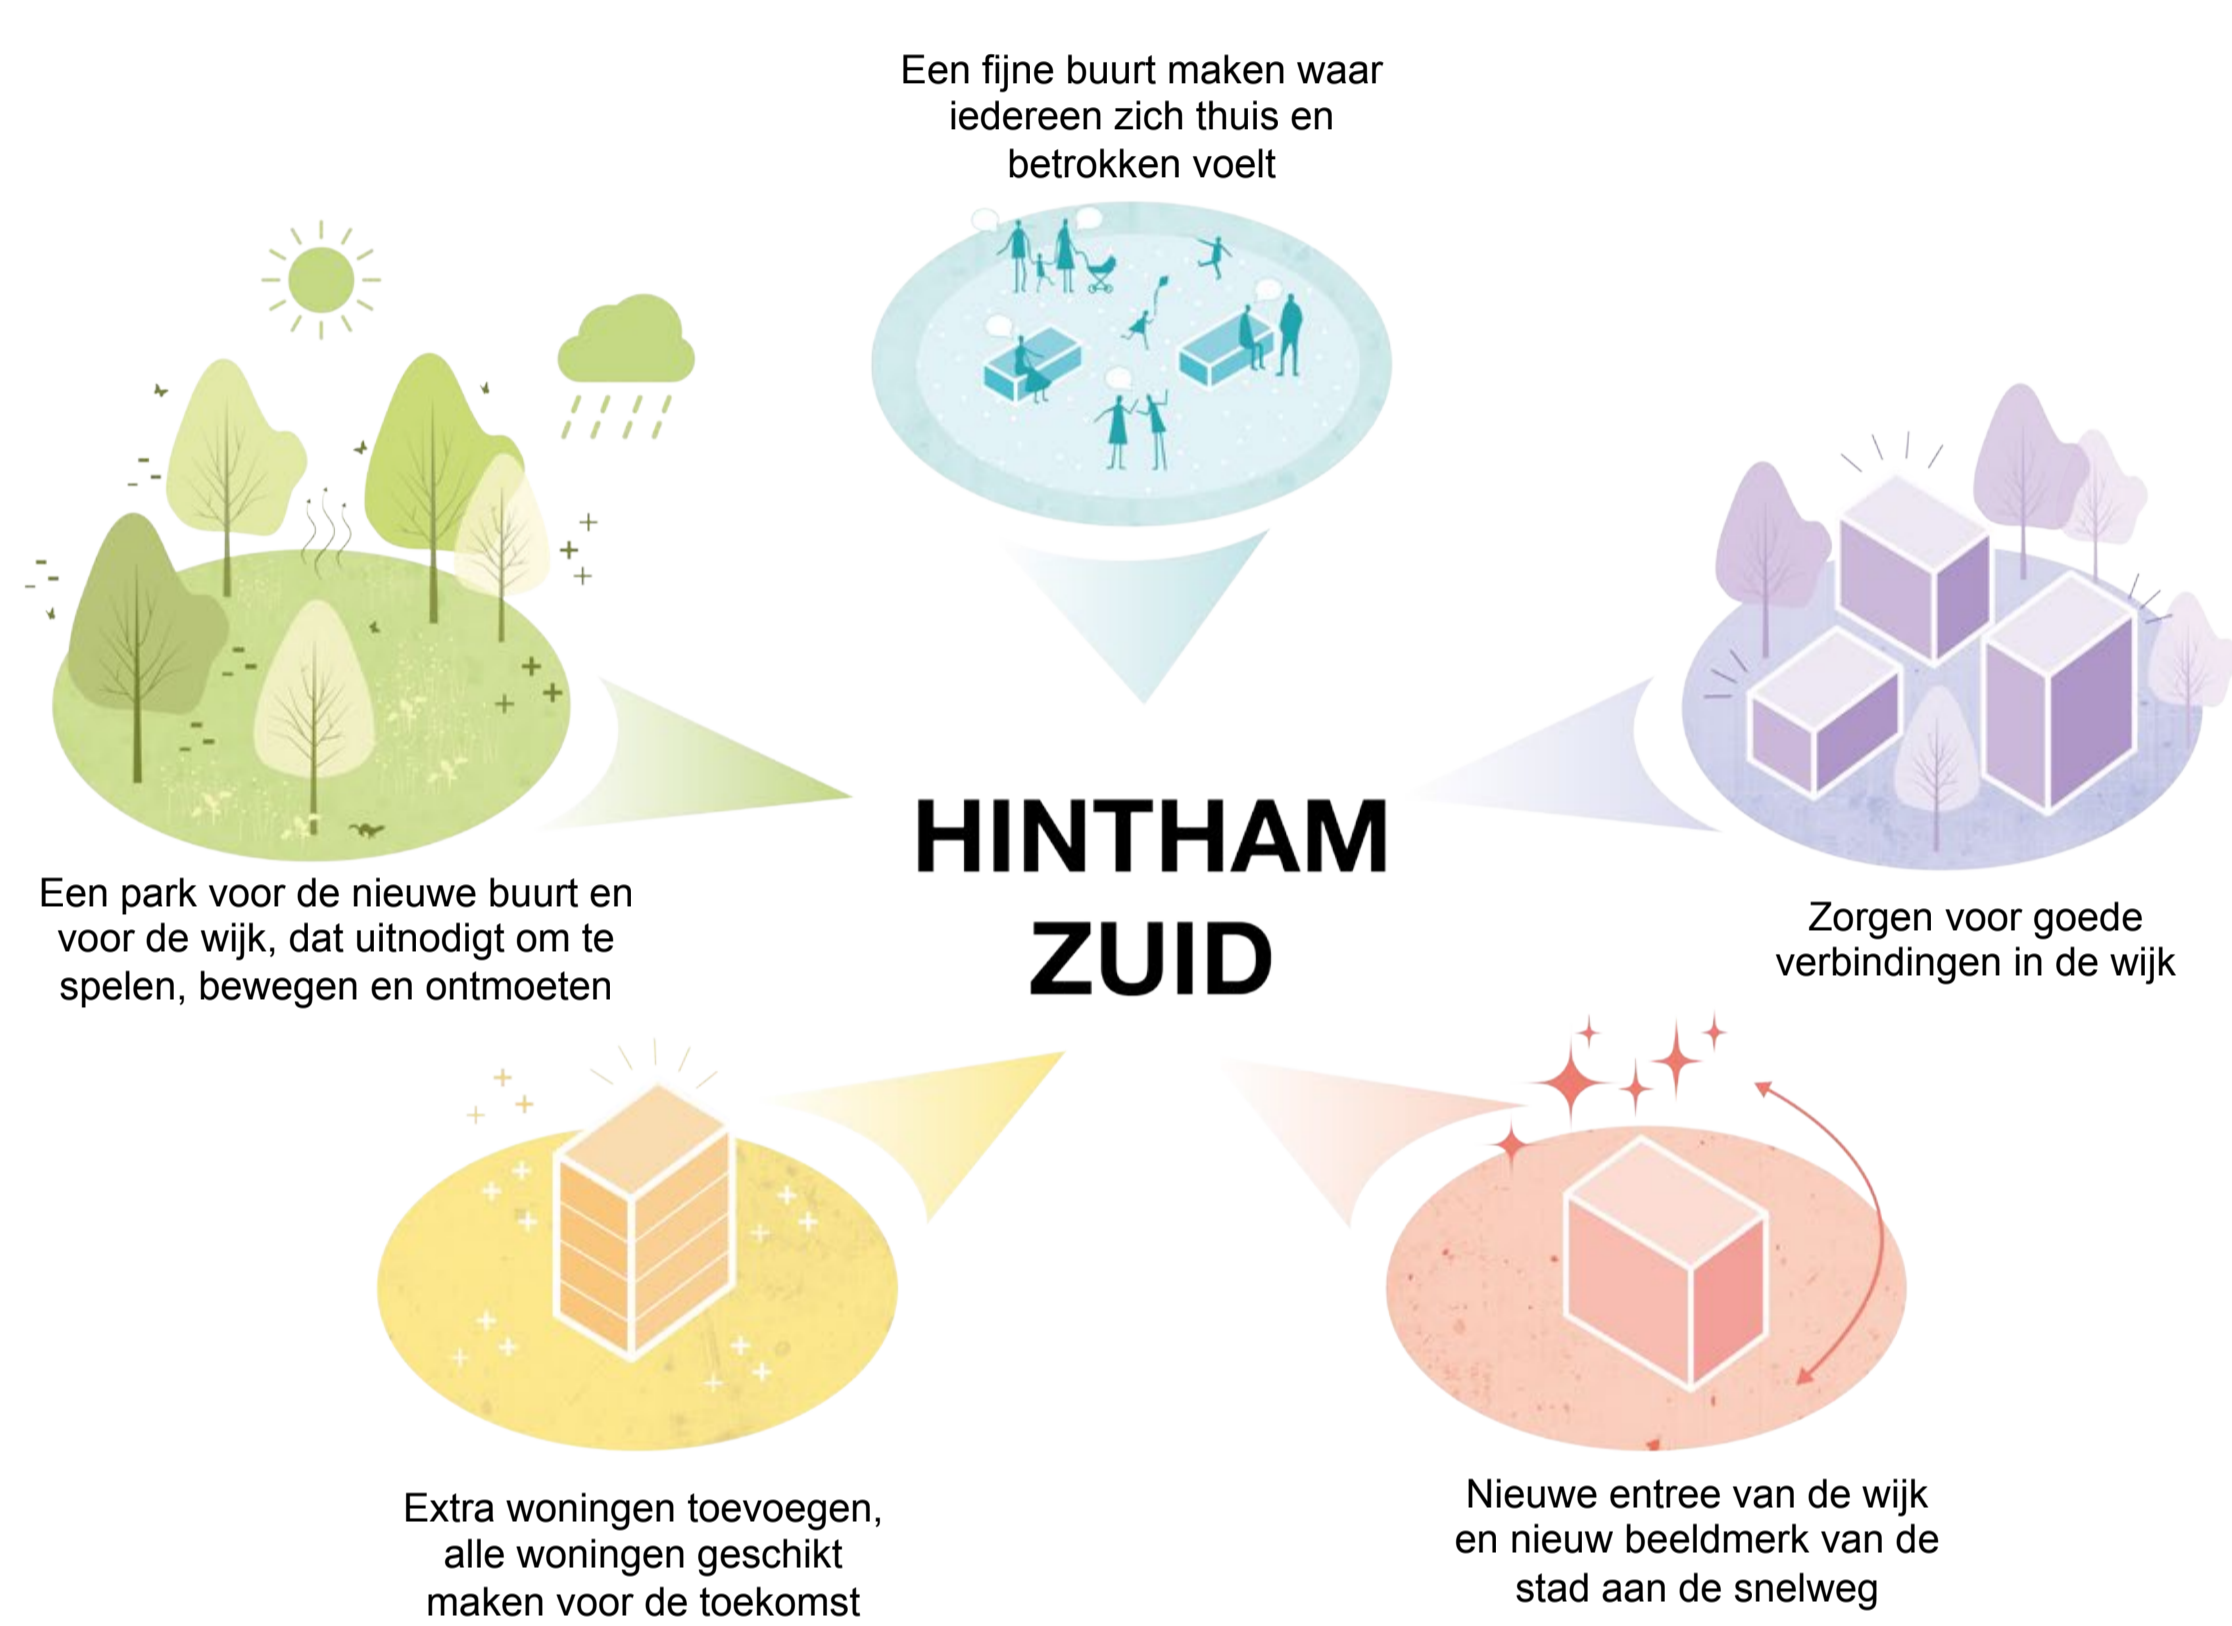 Een fijne buurt maken waar
iedereen zich thuis en
betrokken voelt
HINTHAM
ZUID
Een park voor de nieuwe buurt en
voor de wijk, dat uitnodigt om te
spelen, bewegen en ontmoeten
Zorgen voor goede
verbindingen in de wijk
Extra woningen toevoegen,
alle woningen geschikt
maken voor de toekomst
Nieuwe entree van de wijk
en nieuw beeldmerk van de
stad aan de snelweg